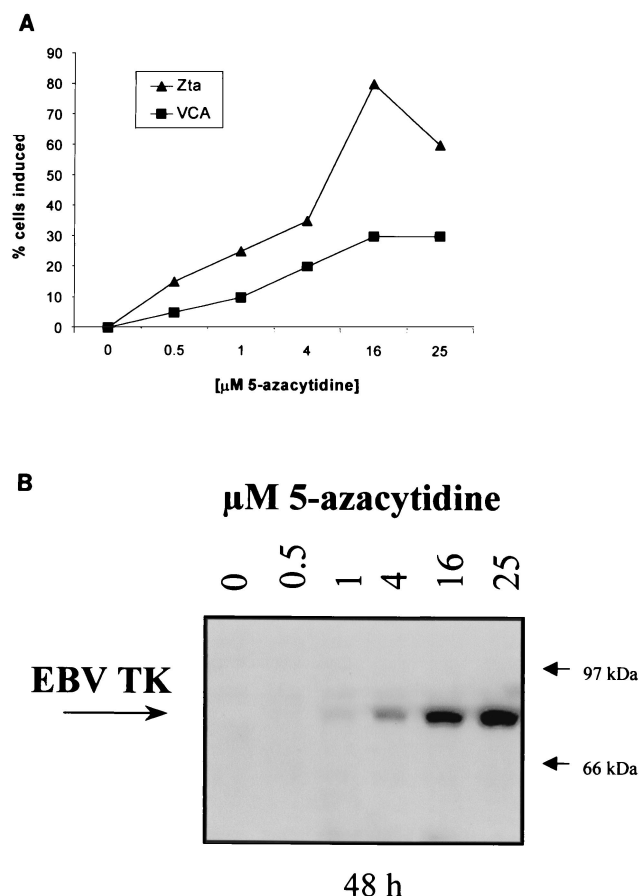 A
90
80
70
60
50
40
30
20
10
0
% cells induced
Zta
VCA
0 0.5 1 4 16 25
[μM 5-azacytidine]
B
μM 5-azacytidine
0 0.5 1 4 16 25
EBV TK
97 kDa
66 kDa
48 h